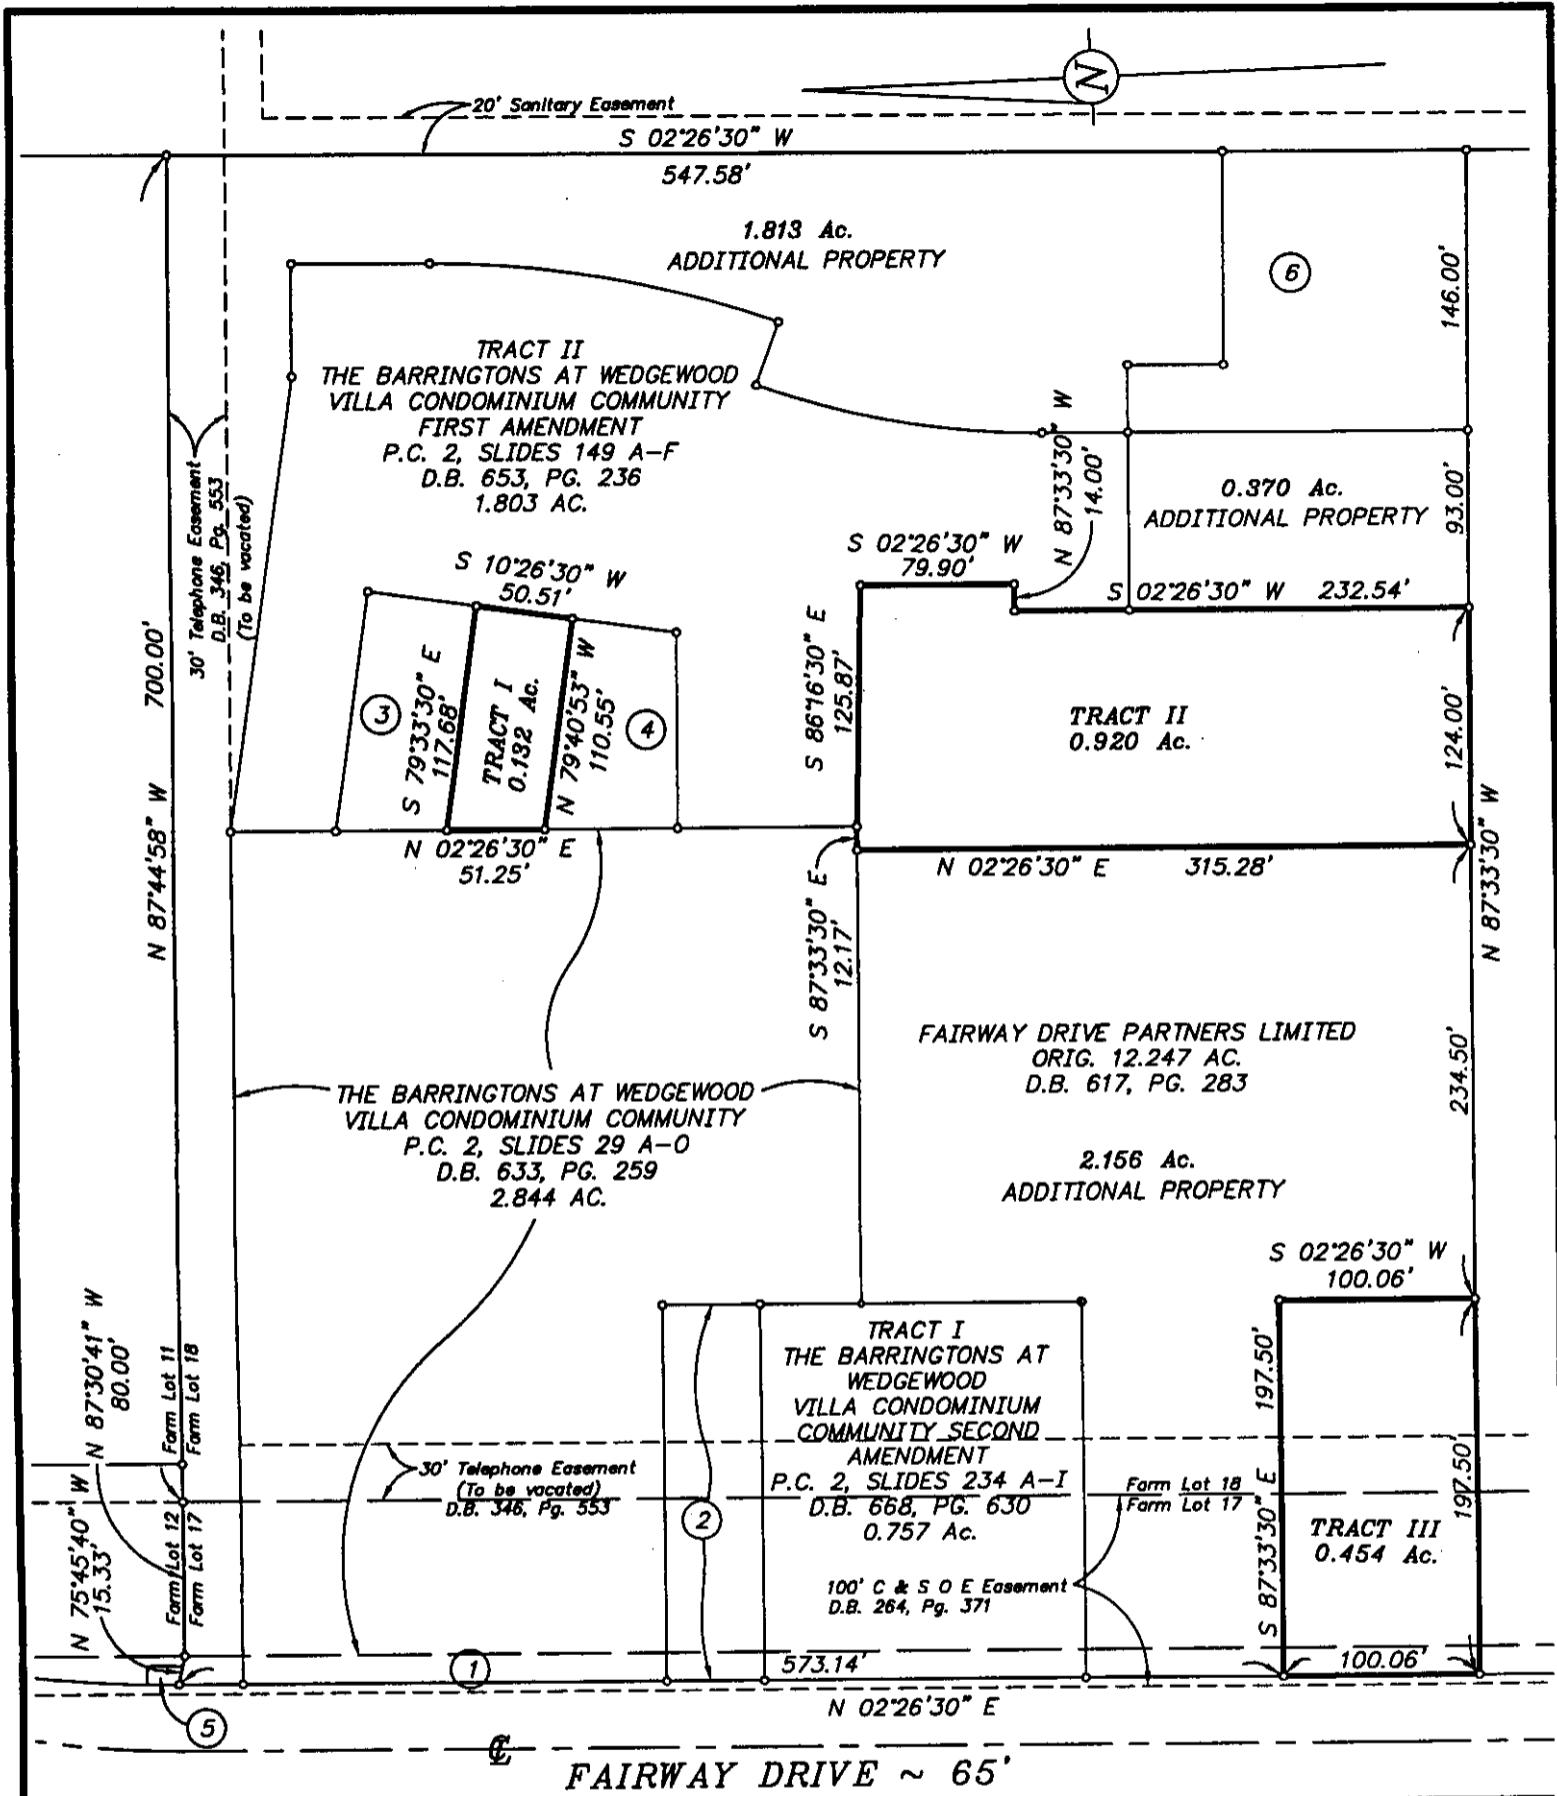 N
20' Sanitary Easement
S 02°26'30" W
547.58'
1.813 Ac.
ADDITIONAL PROPERTY
6
146.00'
TRACT II
THE BARRINGTONS AT WEDGEWOOD
VILLA CONDOMINIUM COMMUNITY
FIRST AMENDMENT
P.C. 2, SLIDES 149 A-F
D.B. 653, PG. 236
1.803 AC.
30' Telephone Easement
D.B. 346, Pg. 553
(To be vacated)
N 87°33'30" W
14.00'
0.370 Ac.
ADDITIONAL PROPERTY
93.00'
S 02°26'30" W
79.90'
S 02°26'30" W 232.54'
S 10°26'30" W
50.51'
N 87°44'58" W 700.00'
3
S 79°33'30" E
117.68'
TRACT I
0.132 Ac.
N 79°40'53" W
110.55'
4
S 86°16'30" E
125.87'
TRACT II
0.920 Ac.
124.00'
N 02°26'30" E
51.25'
N 02°26'30" E 315.28'
N 87°33'30" W
S 87°33'30" E
12.17'
FAIRWAY DRIVE PARTNERS LIMITED
ORIG. 12.247 AC.
D.B. 617, PG. 283
234.50'
THE BARRINGTONS AT WEDGEWOOD
VILLA CONDOMINIUM COMMUNITY
P.C. 2, SLIDES 29 A-O
D.B. 633, PG. 259
2.844 AC.
2.156 Ac.
ADDITIONAL PROPERTY
S 02°26'30" W
100.06'
N 87°30'41" W
80.00'
Farm Lot 11
Farm Lot 18
TRACT I
THE BARRINGTONS AT
WEDGEWOOD
VILLA CONDOMINIUM
COMMUNITY SECOND
AMENDMENT
P.C. 2, SLIDES 234 A-I
D.B. 668, PG. 630
0.757 Ac.
197.50'
S 87°33'30" E
197.50'
30' Telephone Easement
(To be vacated)
D.B. 346, Pg. 553
Farm Lot 18
Farm Lot 17
2
TRACT III
0.454 Ac.
N 75°45'40" W
15.33'
Farm Lot 12
Farm Lot 17
100' C & S O E Easement
D.B. 264, Pg. 371
1
573.14'
100.06'
N 02°26'30" E
5
CL
FAIRWAY DRIVE ~ 65'